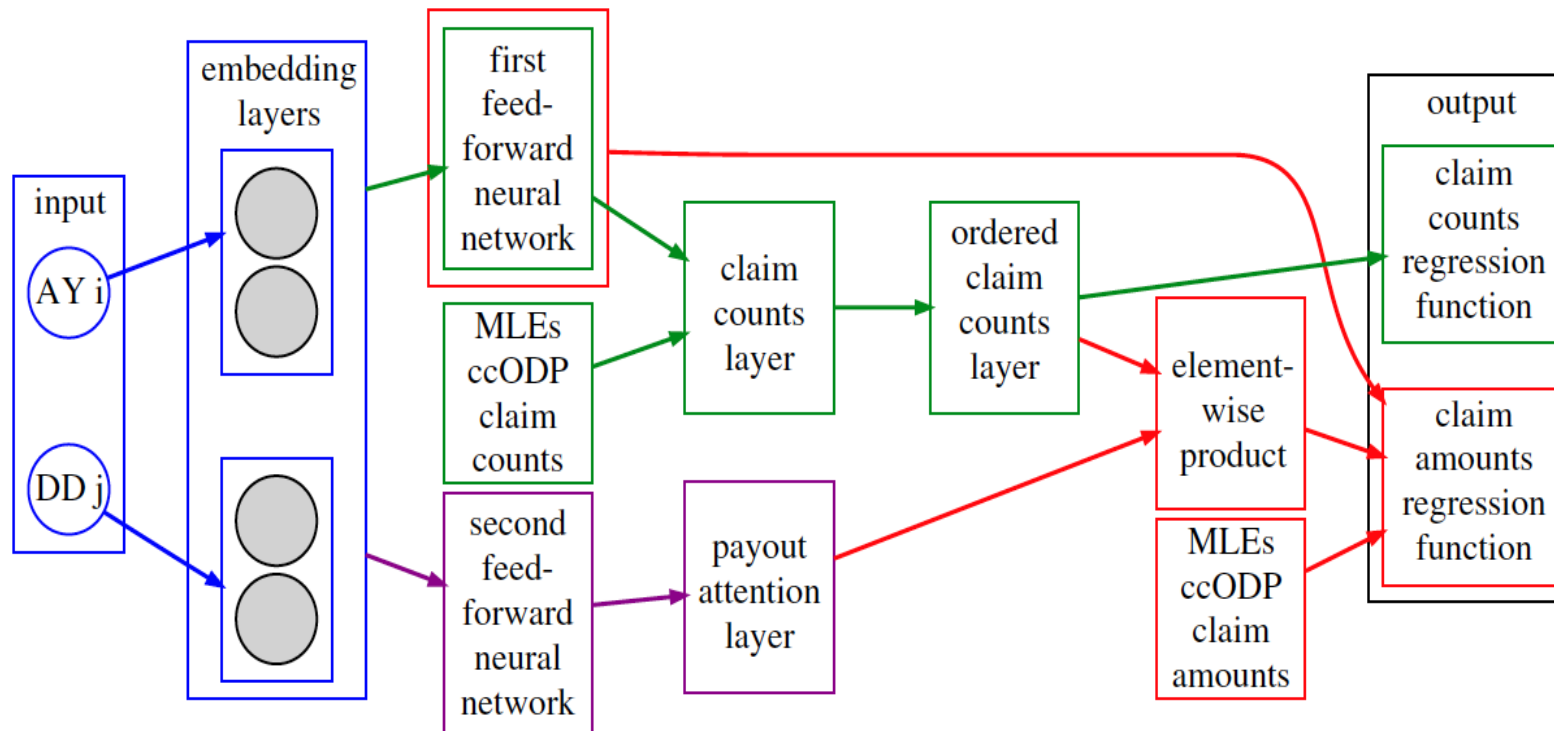 input
AY i
DD j
embedding
layers
first
feed-
forward
neural
network
MLEs
ccODP
claim
counts
second
feed-
forward
neural
network
claim
counts
layer
payout
attention
layer
ordered
claim
counts
layer
element-
wise
product
MLEs
ccODP
claim
amounts
output
claim
counts
regression
function
claim
amounts
regression
function